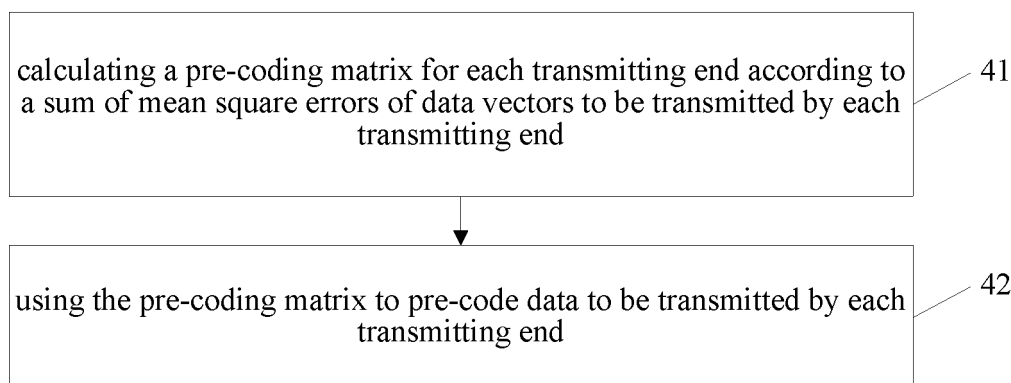 calculating a pre-coding matrix for each transmitting end according to
a sum of mean square errors of data vectors to be transmitted by each
transmitting end
41
using the pre-coding matrix to pre-code data to be transmitted by each
transmitting end
42